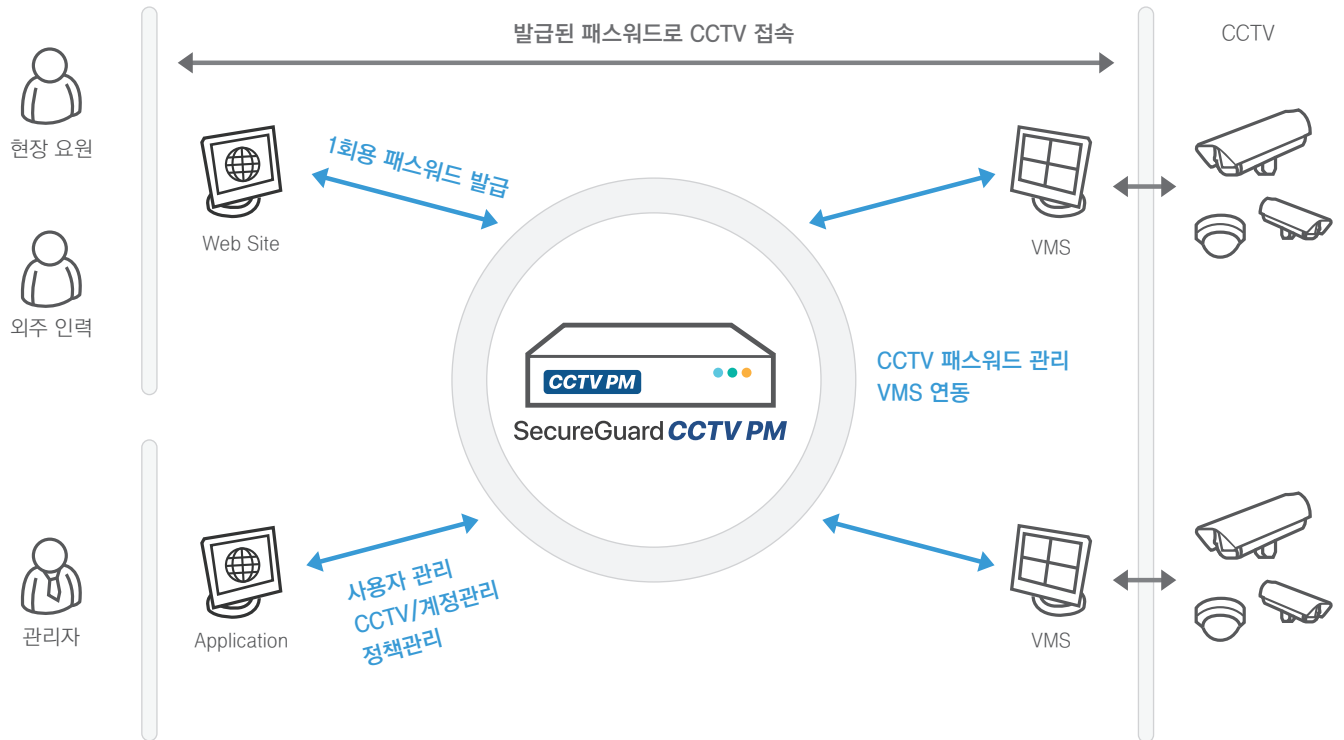 발급된 패스워드로 CCTV 접속
CCTV
현장 요원
1회용 패스워드 발급
Web Site
VMS
외주 인력
CCTV PM
SecureGuard CCTV PM
CCTV 패스워드 관리
VMS 연동
사용자 관리
CCTV/계정관리
정책관리
관리자
Application
VMS